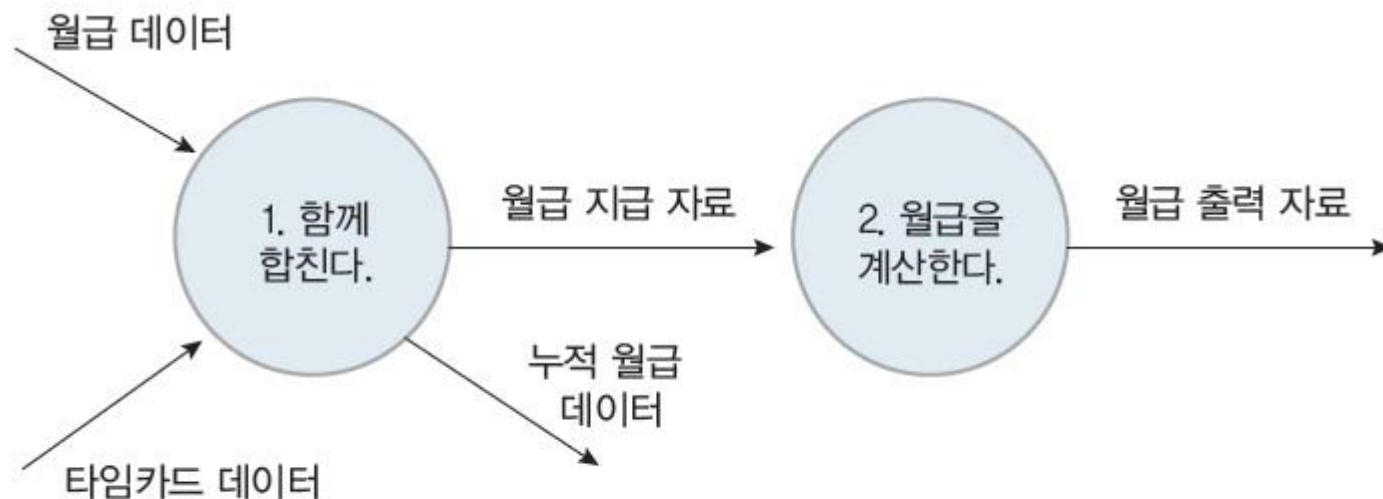 월급 데이터
1. 함께
합친다.
월급 지급 자료
2. 월급을
계산한다.
월급 출력 자료
누적 월급
데이터
타임카드 데이터